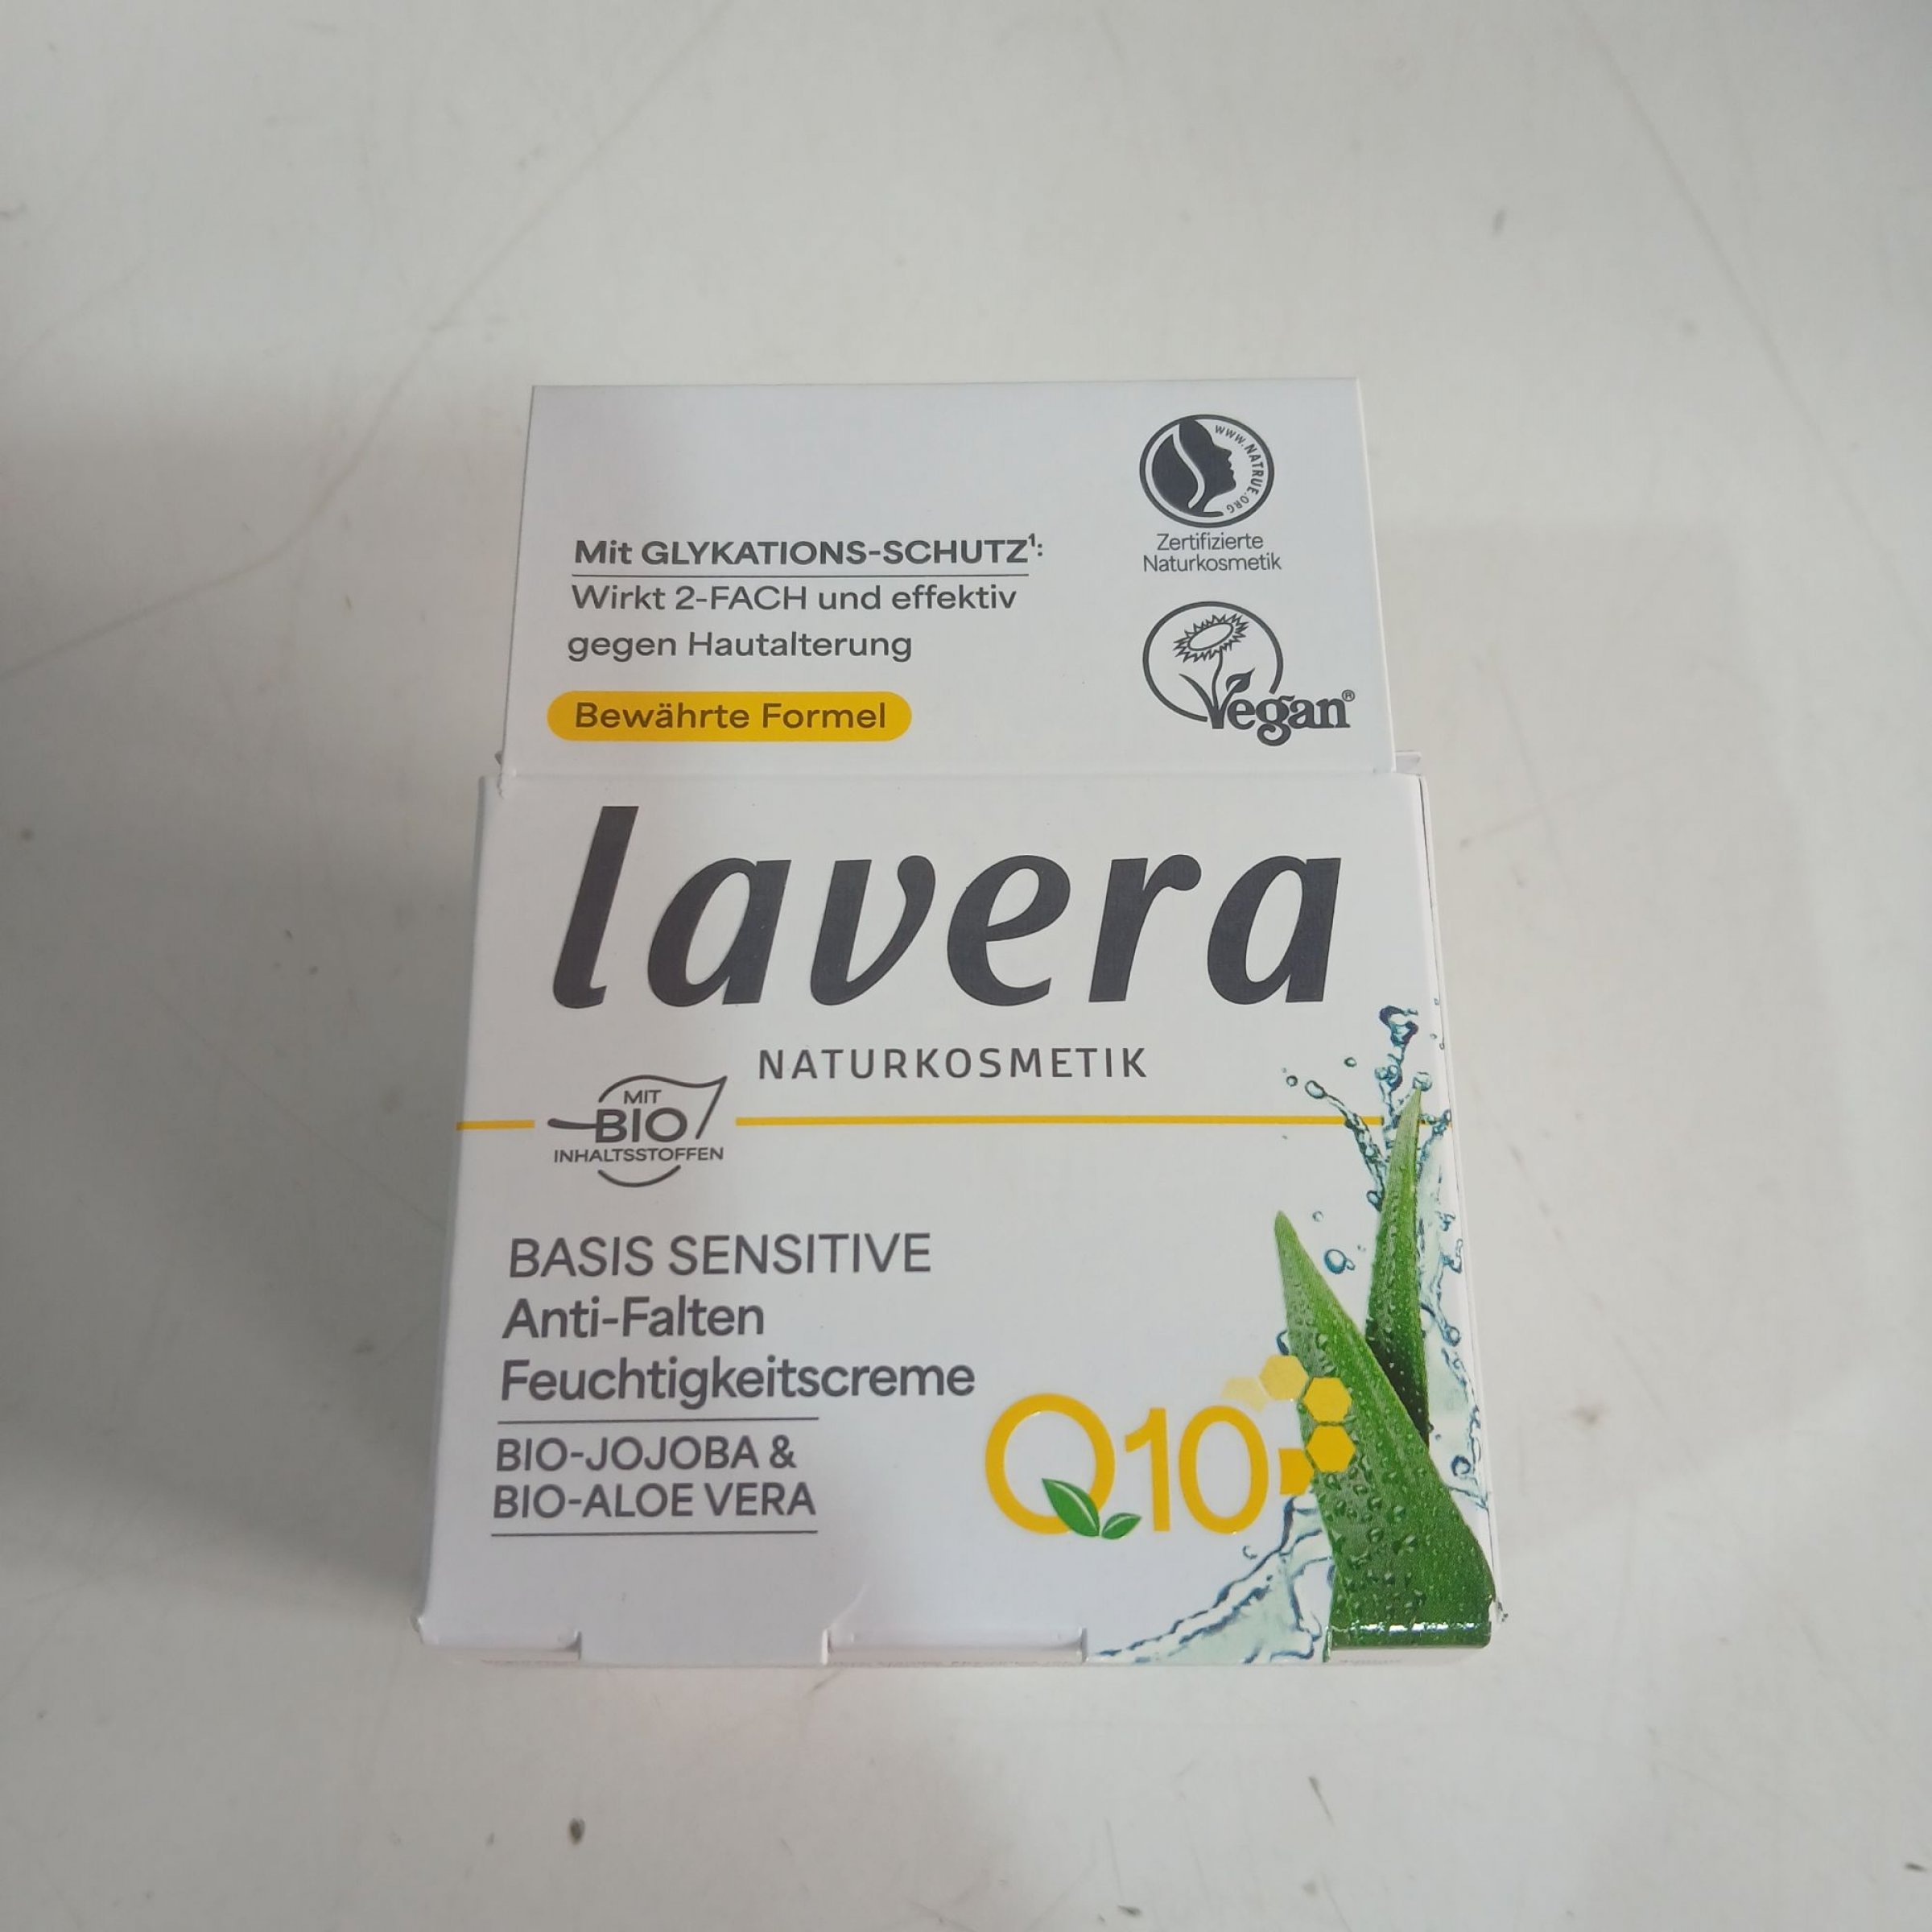 WWW.NATRUE.ORG
Zertifizierte
Naturkosmetik
Mit GLYKATIONS-SCHUTZ¹:
Wirkt 2-FACH und effektiv
gegen Hautalterung
Bewährte Formel
Vegan®
lavera
NATURKOSMETIK
MIT
BIO
INHALTSSTOFFEN
BASIS SENSITIVE
Anti-Falten
Feuchtigkeitscreme
BIO-JOJOBA &
BIO-ALOE VERA
Q10